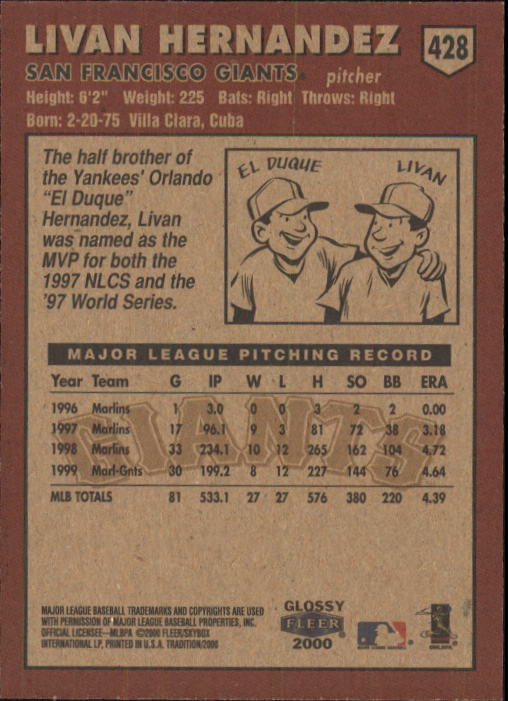 LIVAN HERNANDEZ
428
SAN FRANCISCO GIANTS® pitcher
Height: 6'2" Weight: 225 Bats: Right Throws: Right
Born: 2-20-75 Villa Clara, Cuba
The half brother of
the Yankees' Orlando
"El Duque"
Hernandez, Livan
was named as the
MVP for both the
1997 NLCS and the
'97 World Series.
EL DUQUE LIVAN
MAJOR LEAGUE PITCHING RECORD
Year Team G IP W L H SO BB ERA
1996 Marlins 1 3.0 0 0 3 2 2 0.00
1997 Marlins 17 96.1 9 3 81 72 38 3.18
1998 Marlins 33 234.1 10 12 265 162 104 4.72
1999 Marl-Gnts 30 199.2 8 12 227 144 76 4.64
GIANTS
MLB TOTALS 81 533.1 27 27 576 380 220 4.39
MAJOR LEAGUE BASEBALL TRADEMARKS AND COPYRIGHTS ARE USED
WITH PERMISSION OF MAJOR LEAGUE BASEBALL PROPERTIES, INC.
OFFICIAL LICENSEE—MLBPA ©2000 FLEER/SKYBOX
INTERNATIONAL LP, PRINTED IN U.S.A. TRADITION/2000
GLOSSY
FLEER
2000